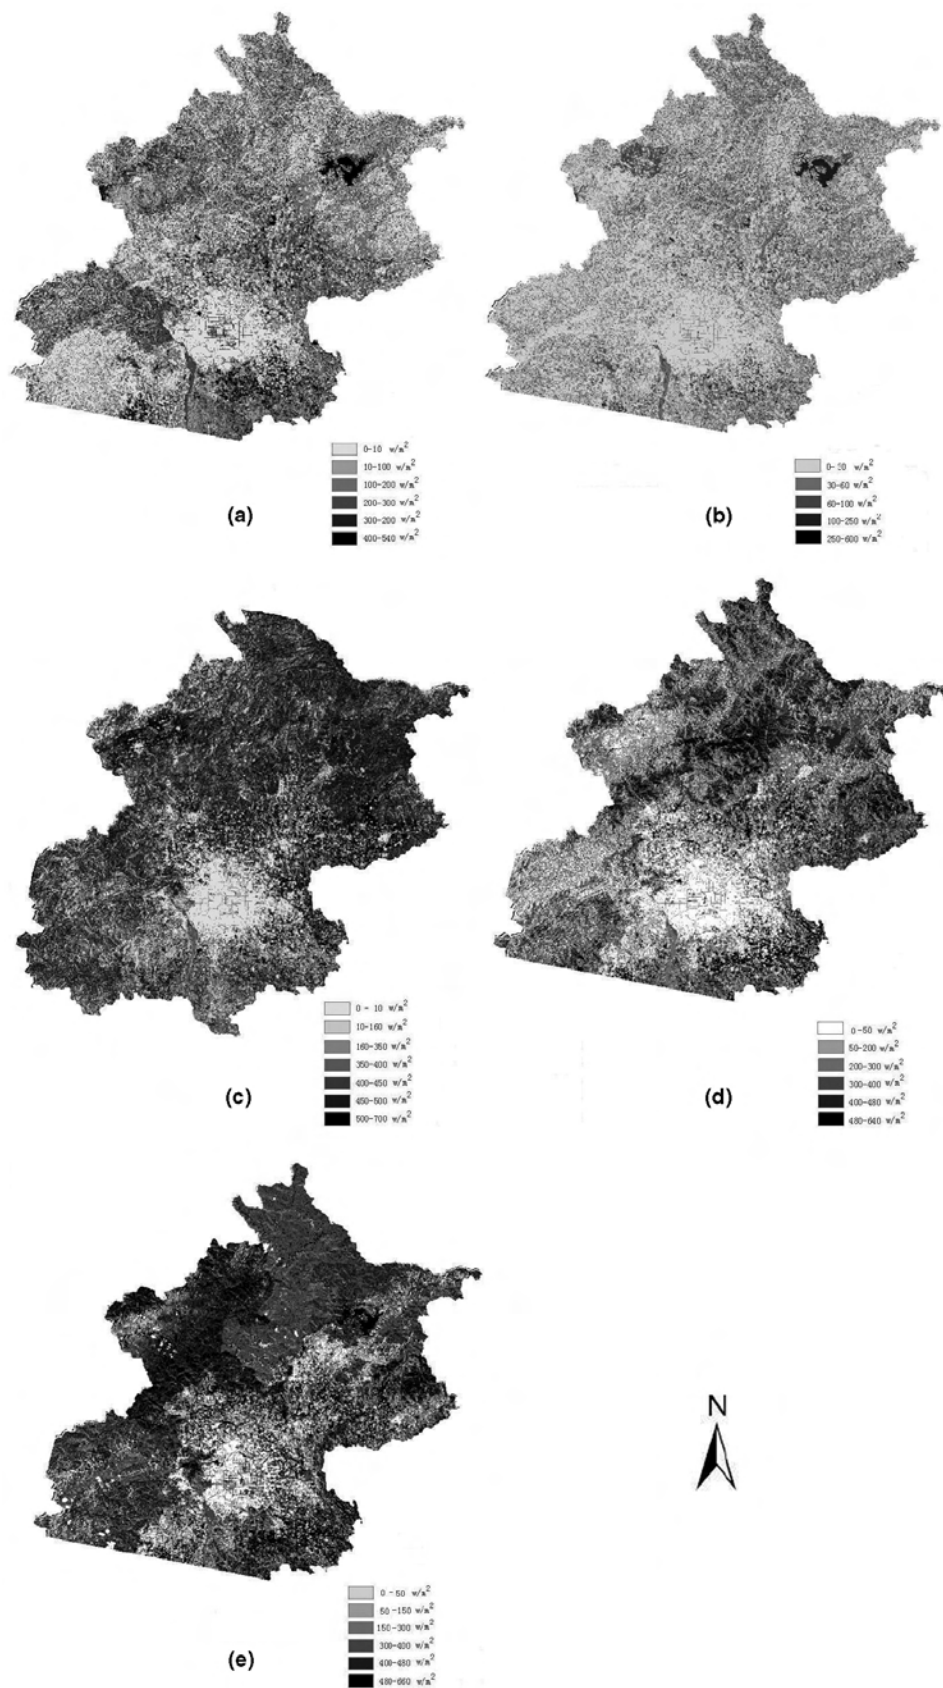 0-10 w/m²
10-100 w/m²
100-200 w/m²
200-300 w/m²
300-200 w/m²
400-540 w/m²
(a)
0-20 w/m²
30-60 w/m²
60-100 w/m²
100-250 w/m²
250-600 w/m²
(b)
0 - 10 w/m²
10-160 w/m²
160-350 w/m²
350-400 w/m²
400-450 w/m²
450-500 w/m²
500-700 w/m²
(c)
0-50 w/m²
50-200 w/m²
200-300 w/m²
300-400 w/m²
400-480 w/m²
480-640 w/m²
(d)
N
0 -50 w/m²
50 -150 w/m²
150-300 w/m²
300-400 w/m²
400-480 w/m²
480-660 w/m²
(e)